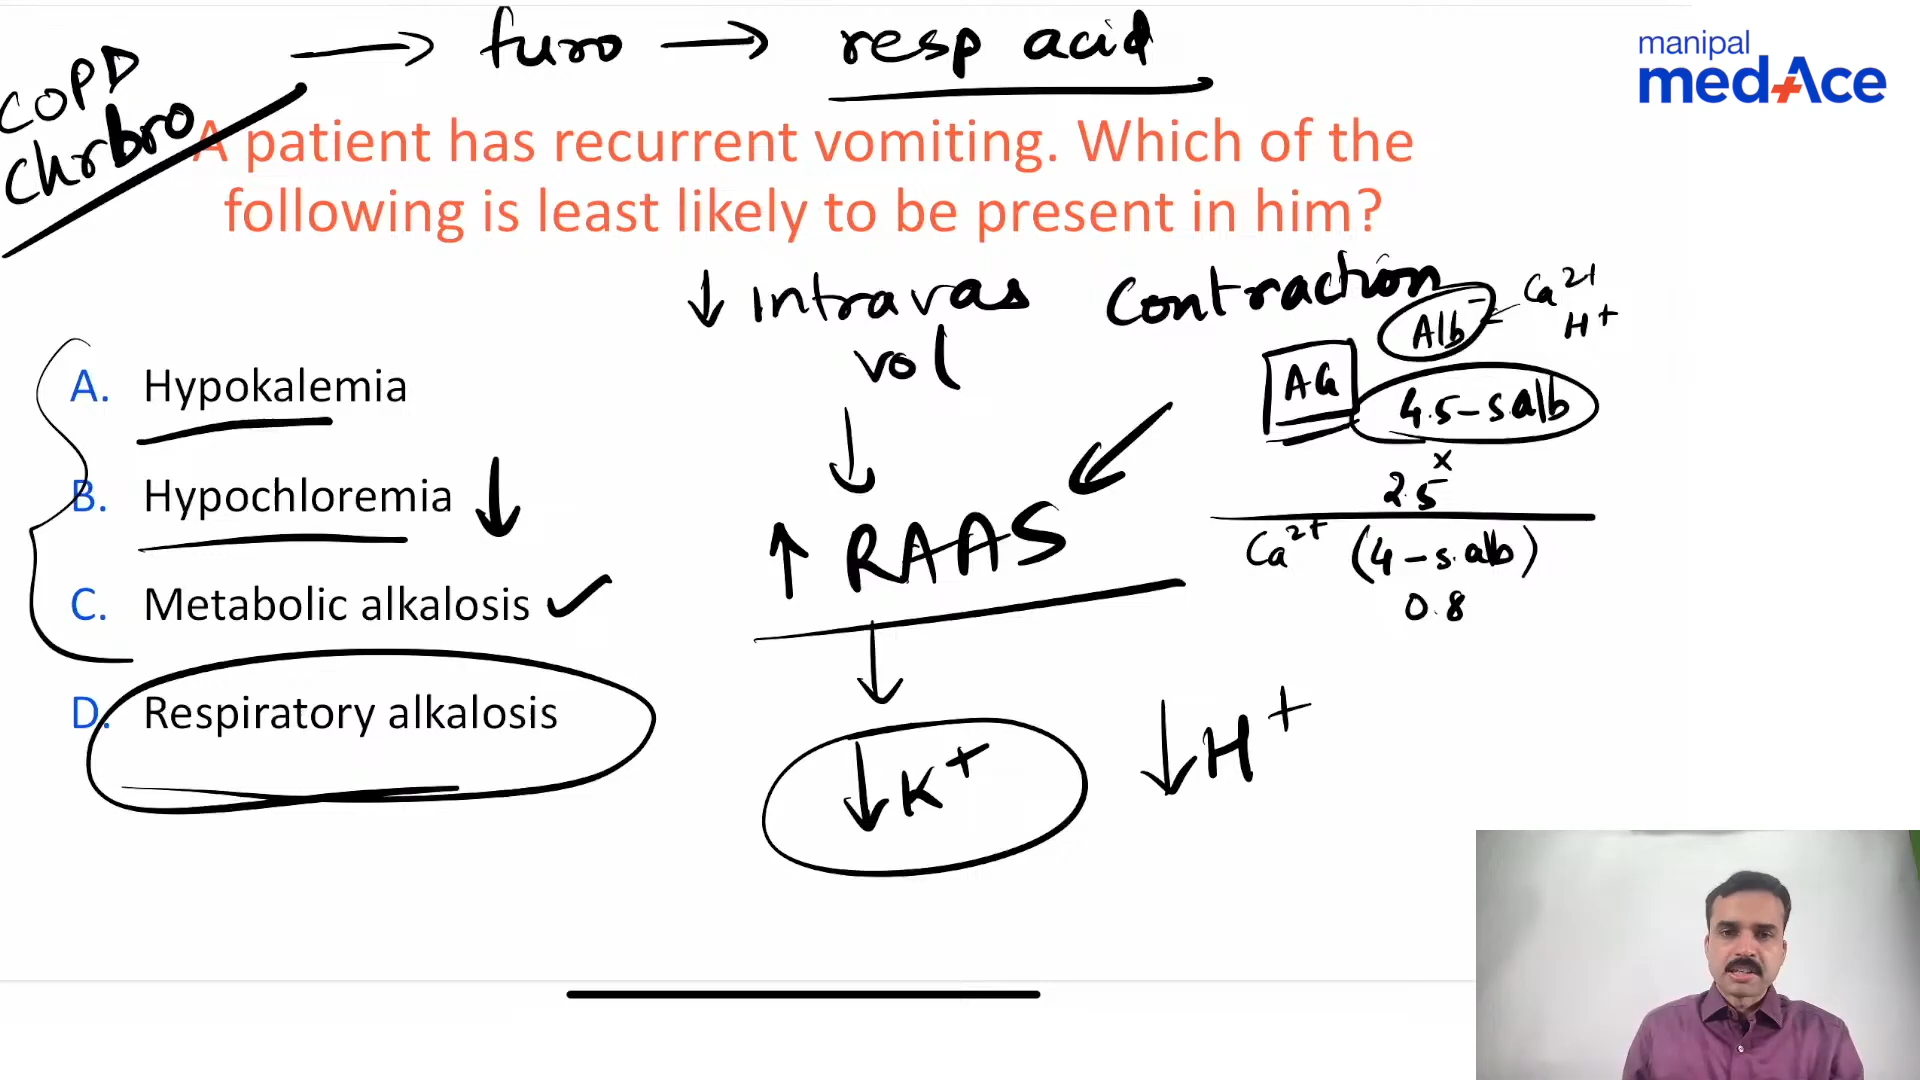 COPD → furo → resp acid
chrbro
manipal
medAce
A patient has recurrent vomiting. Which of the
following is least likely to be present in him?
↓ Intravas Contraction
vol
Alb⁻ Ca²⁺
H⁺
A. Hypokalemia
AG 4.5 – s.alb
x
2.5
B. Hypochloremia ↓
↑ RAAS
Ca²⁺ (4 – s.alb)
0.8
C. Metabolic alkalosis ✓
D. Respiratory alkalosis
↓ K⁺ ↓ H⁺